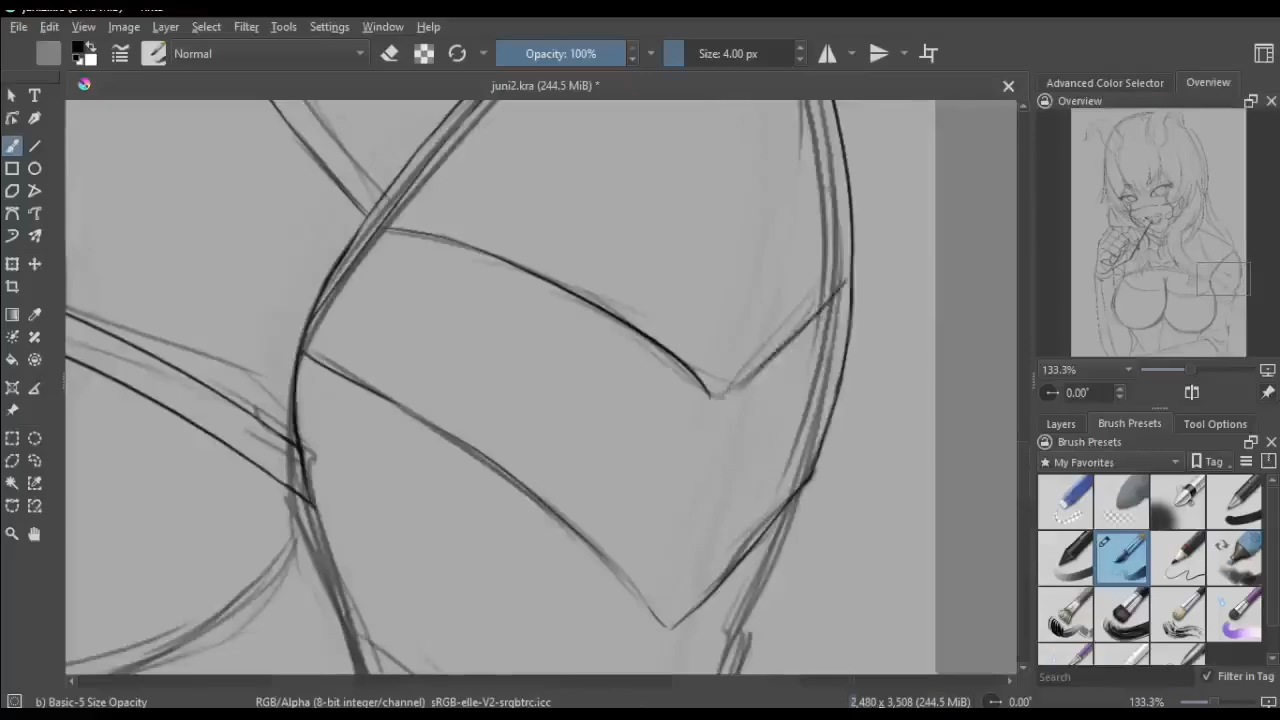 File Edit View Image Layer Select Filter Tools Settings Window Help
Normal Opacity: 100% Size: 4.00 px
juni2.kra (244.5 MiB) *
Advanced Color Selector Overview
Overview
133.3%
0.00°
Layers Brush Presets Tool Options
Brush Presets
My Favorites Tag
Search Filter in Tag
b) Basic-5 Size Opacity RGB/Alpha (8-bit integer/channel) sRGB-elle-V2-srgbtrc.icc 2,480 x 3,508 (244.5 MiB) 0.00° 133.3%